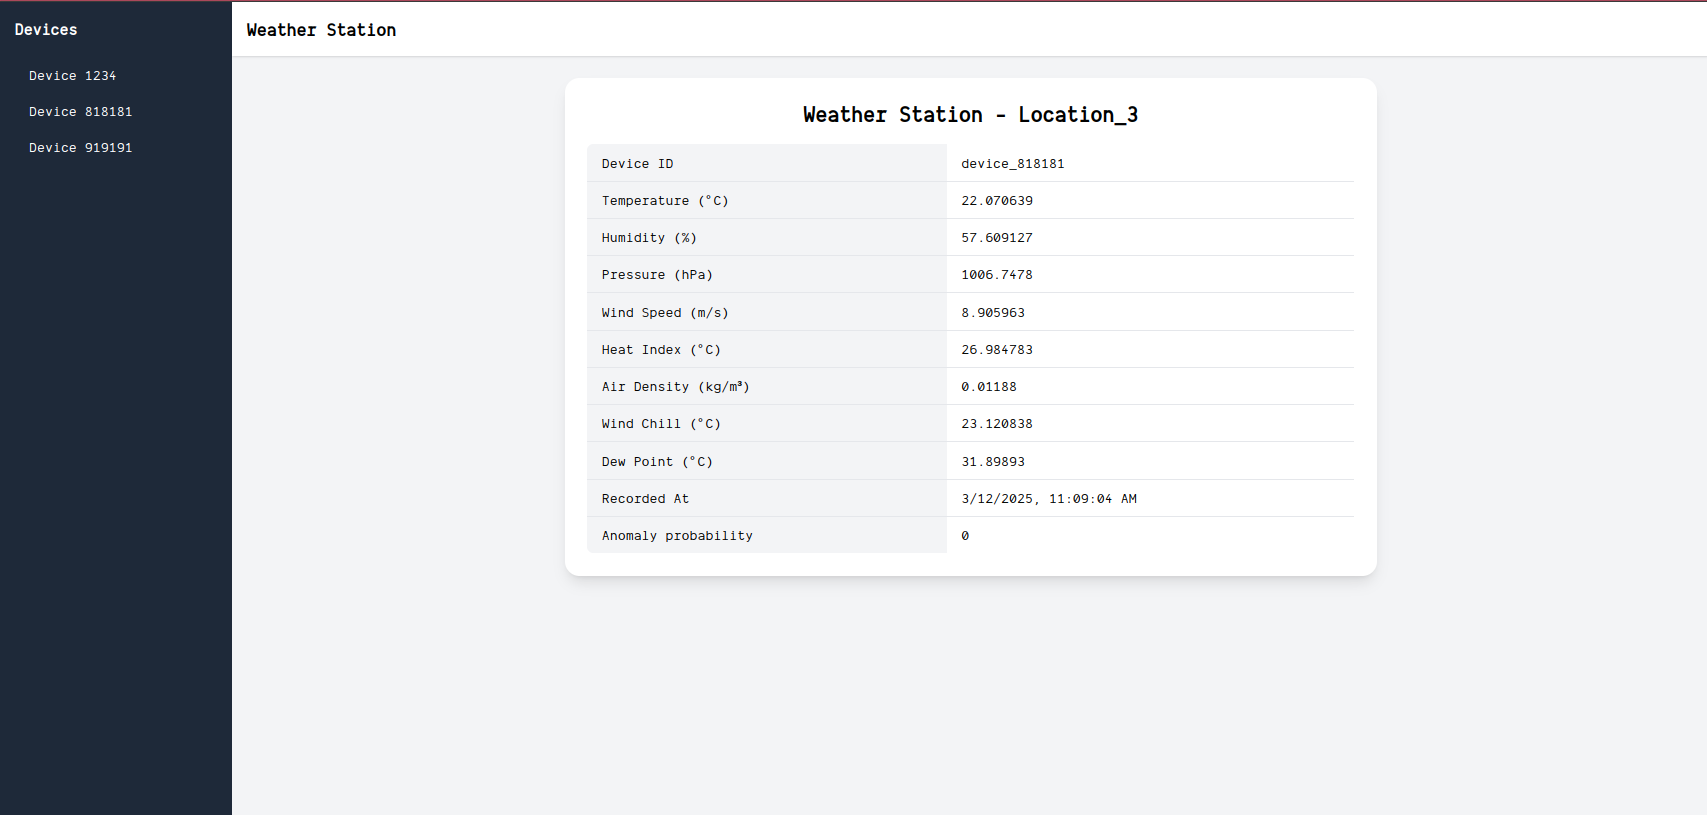 Devices
Device 1234
Device 818181
Device 919191
Weather Station
Weather Station - Location_3
Device ID device_818181
Temperature (°C) 22.070639
Humidity (%) 57.609127
Pressure (hPa) 1006.7478
Wind Speed (m/s) 8.905963
Heat Index (°C) 26.984783
Air Density (kg/m³) 0.01188
Wind Chill (°C) 23.120838
Dew Point (°C) 31.89893
Recorded At 3/12/2025, 11:09:04 AM
Anomaly probability 0